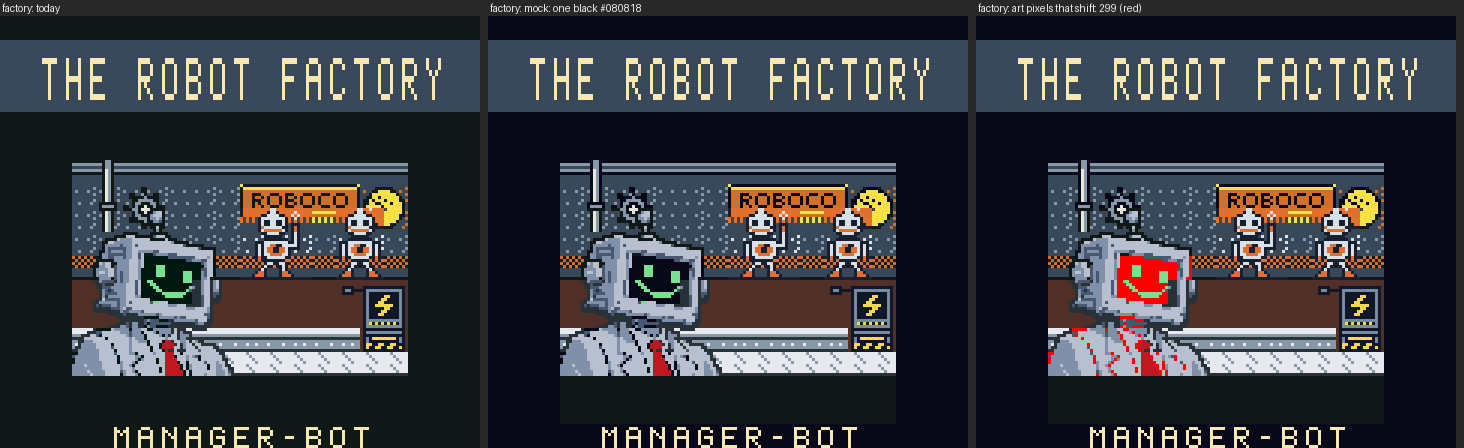 factory: today
factory: mock: one black #080818
factory: art pixels that shift: 299 (red)
THE ROBOT FACTORY
THE ROBOT FACTORY
THE ROBOT FACTORY
ROBOCO
ROBOCO
ROBOCO
MANAGER-BOT
MANAGER-BOT
MANAGER-BOT